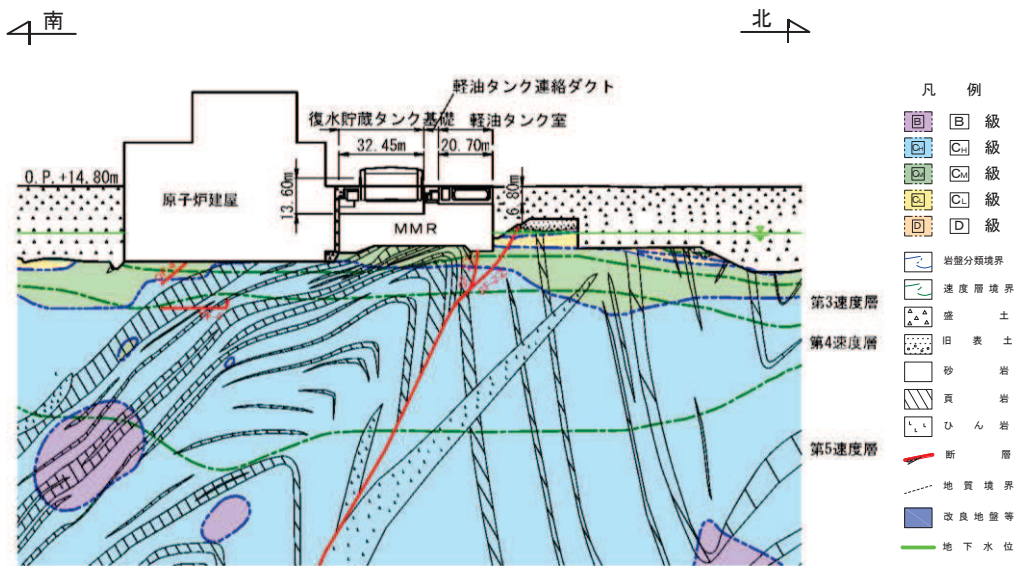 南
北
軽油タンク連絡ダクト
復水貯蔵タンク基礎 軽油タンク室
32.45m
20.70m
O.P.+14.80m
原子炉建屋
13.60m
6.80m
MMR
第3速度層
第4速度層
第5速度層
凡 例
B B 級
CH CH 級
CM CM 級
CL CL 級
D D 級
岩盤分類境界
速度層境界
盛 土
旧表土
砂 岩
頁 岩
ひん岩
断 層
地質境界
改良地盤等
地下水位